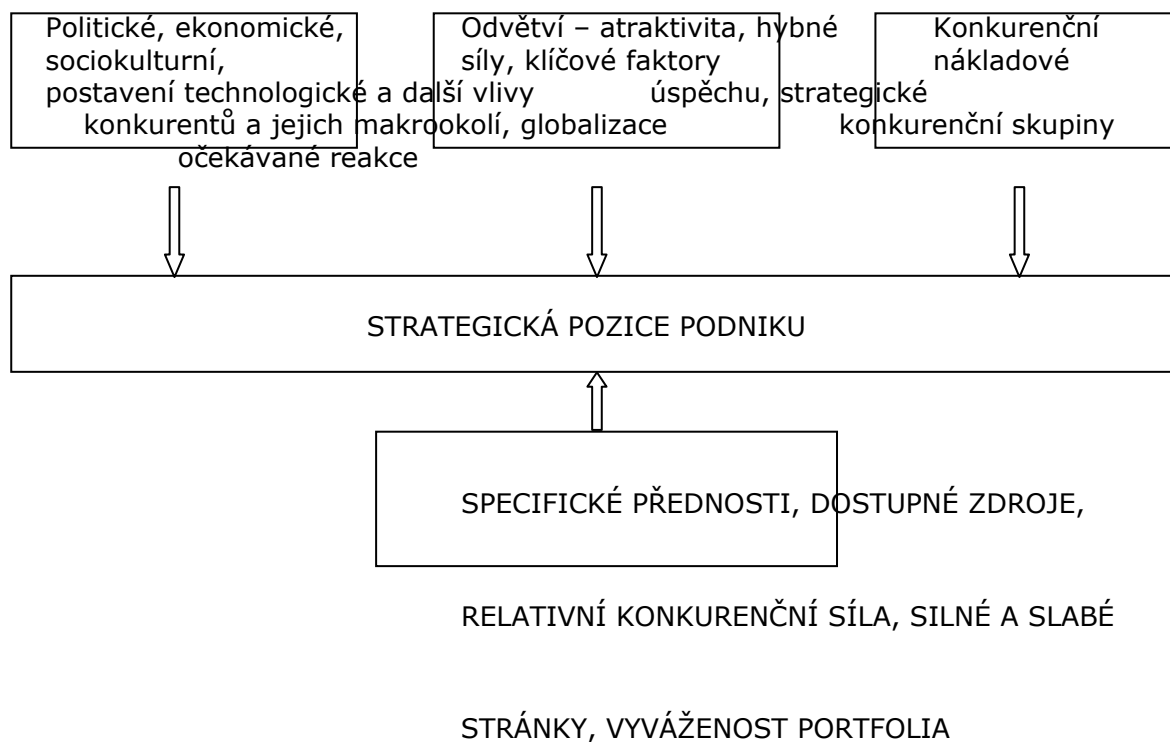 Politické, ekonomické, Odvětví – atraktivita, hybné Konkurenční
sociokulturní, síly, klíčové faktory nákladové
postavení technologické a další vlivy úspěchu, strategické
konkurentů a jejich makrookolí, globalizace konkurenční skupiny
očekávané reakce
STRATEGICKÁ POZICE PODNIKU
SPECIFICKÉ PŘEDNOSTI, DOSTUPNÉ ZDROJE,
RELATIVNÍ KONKURENČNÍ SÍLA, SILNÉ A SLABÉ
STRÁNKY, VYVÁŽENOST PORTFOLIA